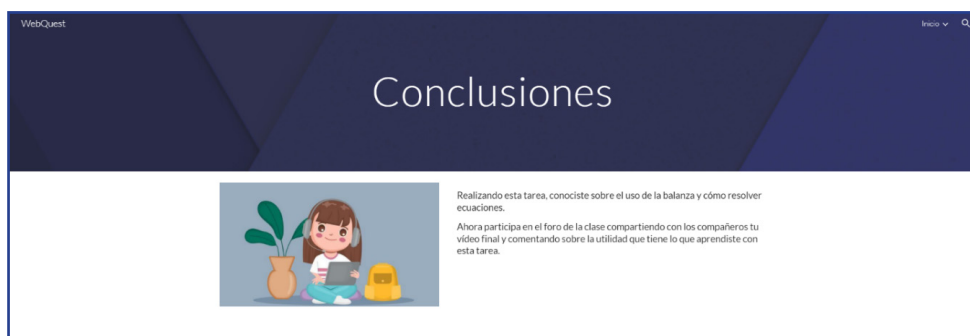 WebQuest
Inicio
Conclusiones
Realizando esta tarea, conociste sobre el uso de la balanza y cómo resolver
ecuaciones.
Ahora participa en el foro de la clase compartiendo con los compañeros tu
vídeo final y comentando sobre la utilidad que tiene lo que aprendiste con
esta tarea.